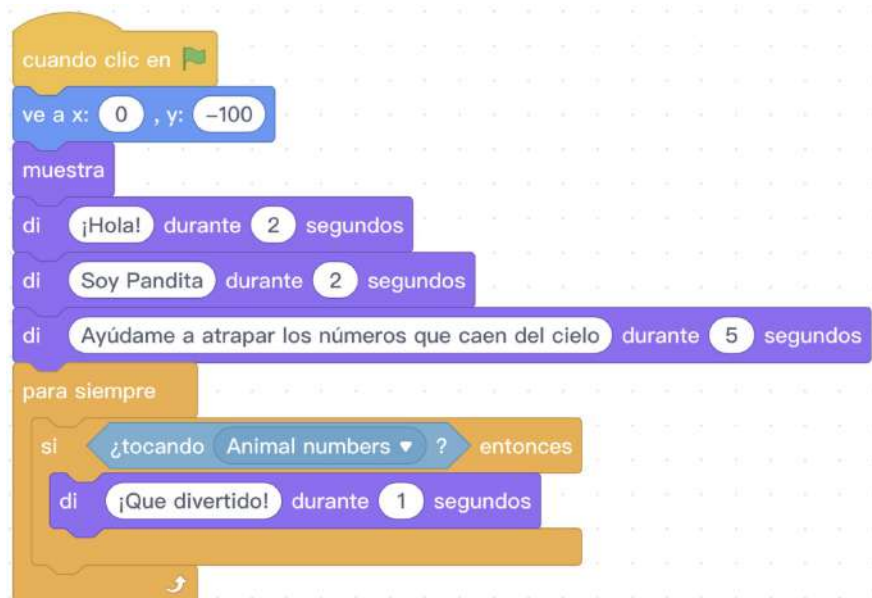 cuando clic en
ve a x: 0 , y: -100
muestra
di ¡Hola! durante 2 segundos
di Soy Pandita durante 2 segundos
di Ayúdame a atrapar los números que caen del cielo durante 5 segundos
para siempre
si ¿tocando Animal numbers ▼ ? entonces
di ¡Que divertido! durante 1 segundos